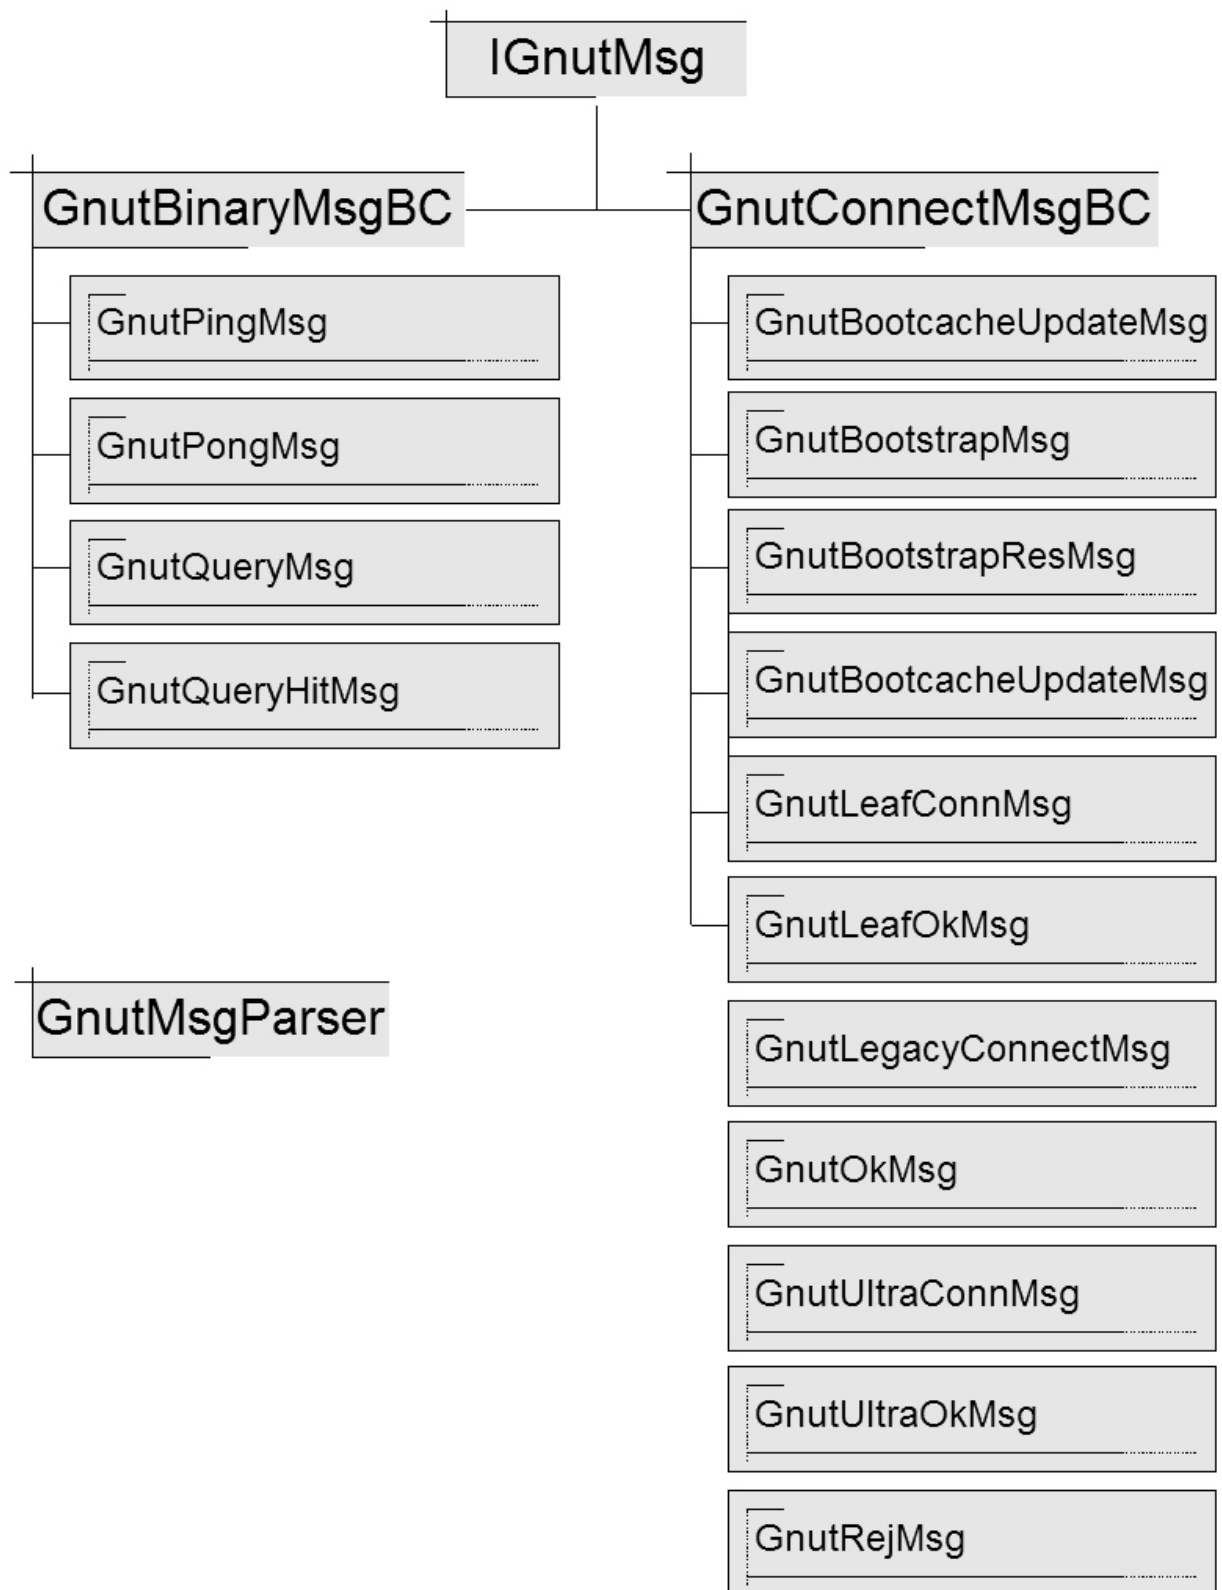 IGnutMsg
GnutBinaryMsgBC
GnutPingMsg
GnutPongMsg
GnutQueryMsg
GnutQueryHitMsg
GnutConnectMsgBC
GnutBootcacheUpdateMsg
GnutBootstrapMsg
GnutBootstrapResMsg
GnutBootcacheUpdateMsg
GnutLeafConnMsg
GnutLeafOkMsg
GnutLegacyConnectMsg
GnutOkMsg
GnutUltraConnMsg
GnutUltraOkMsg
GnutRejMsg
GnutMsgParser